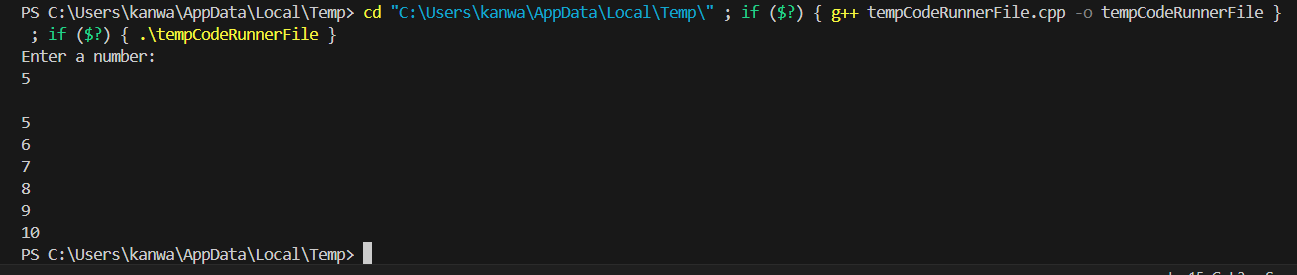 PS C:\Users\kanwa\AppData\Local\Temp> cd "C:\Users\kanwa\AppData\Local\Temp\" ; if ($?) { g++ tempCodeRunnerFile.cpp -o tempCodeRunnerFile }
; if ($?) { .\tempCodeRunnerFile }
Enter a number:
5
5
6
7
8
9
10
PS C:\Users\kanwa\AppData\Local\Temp>